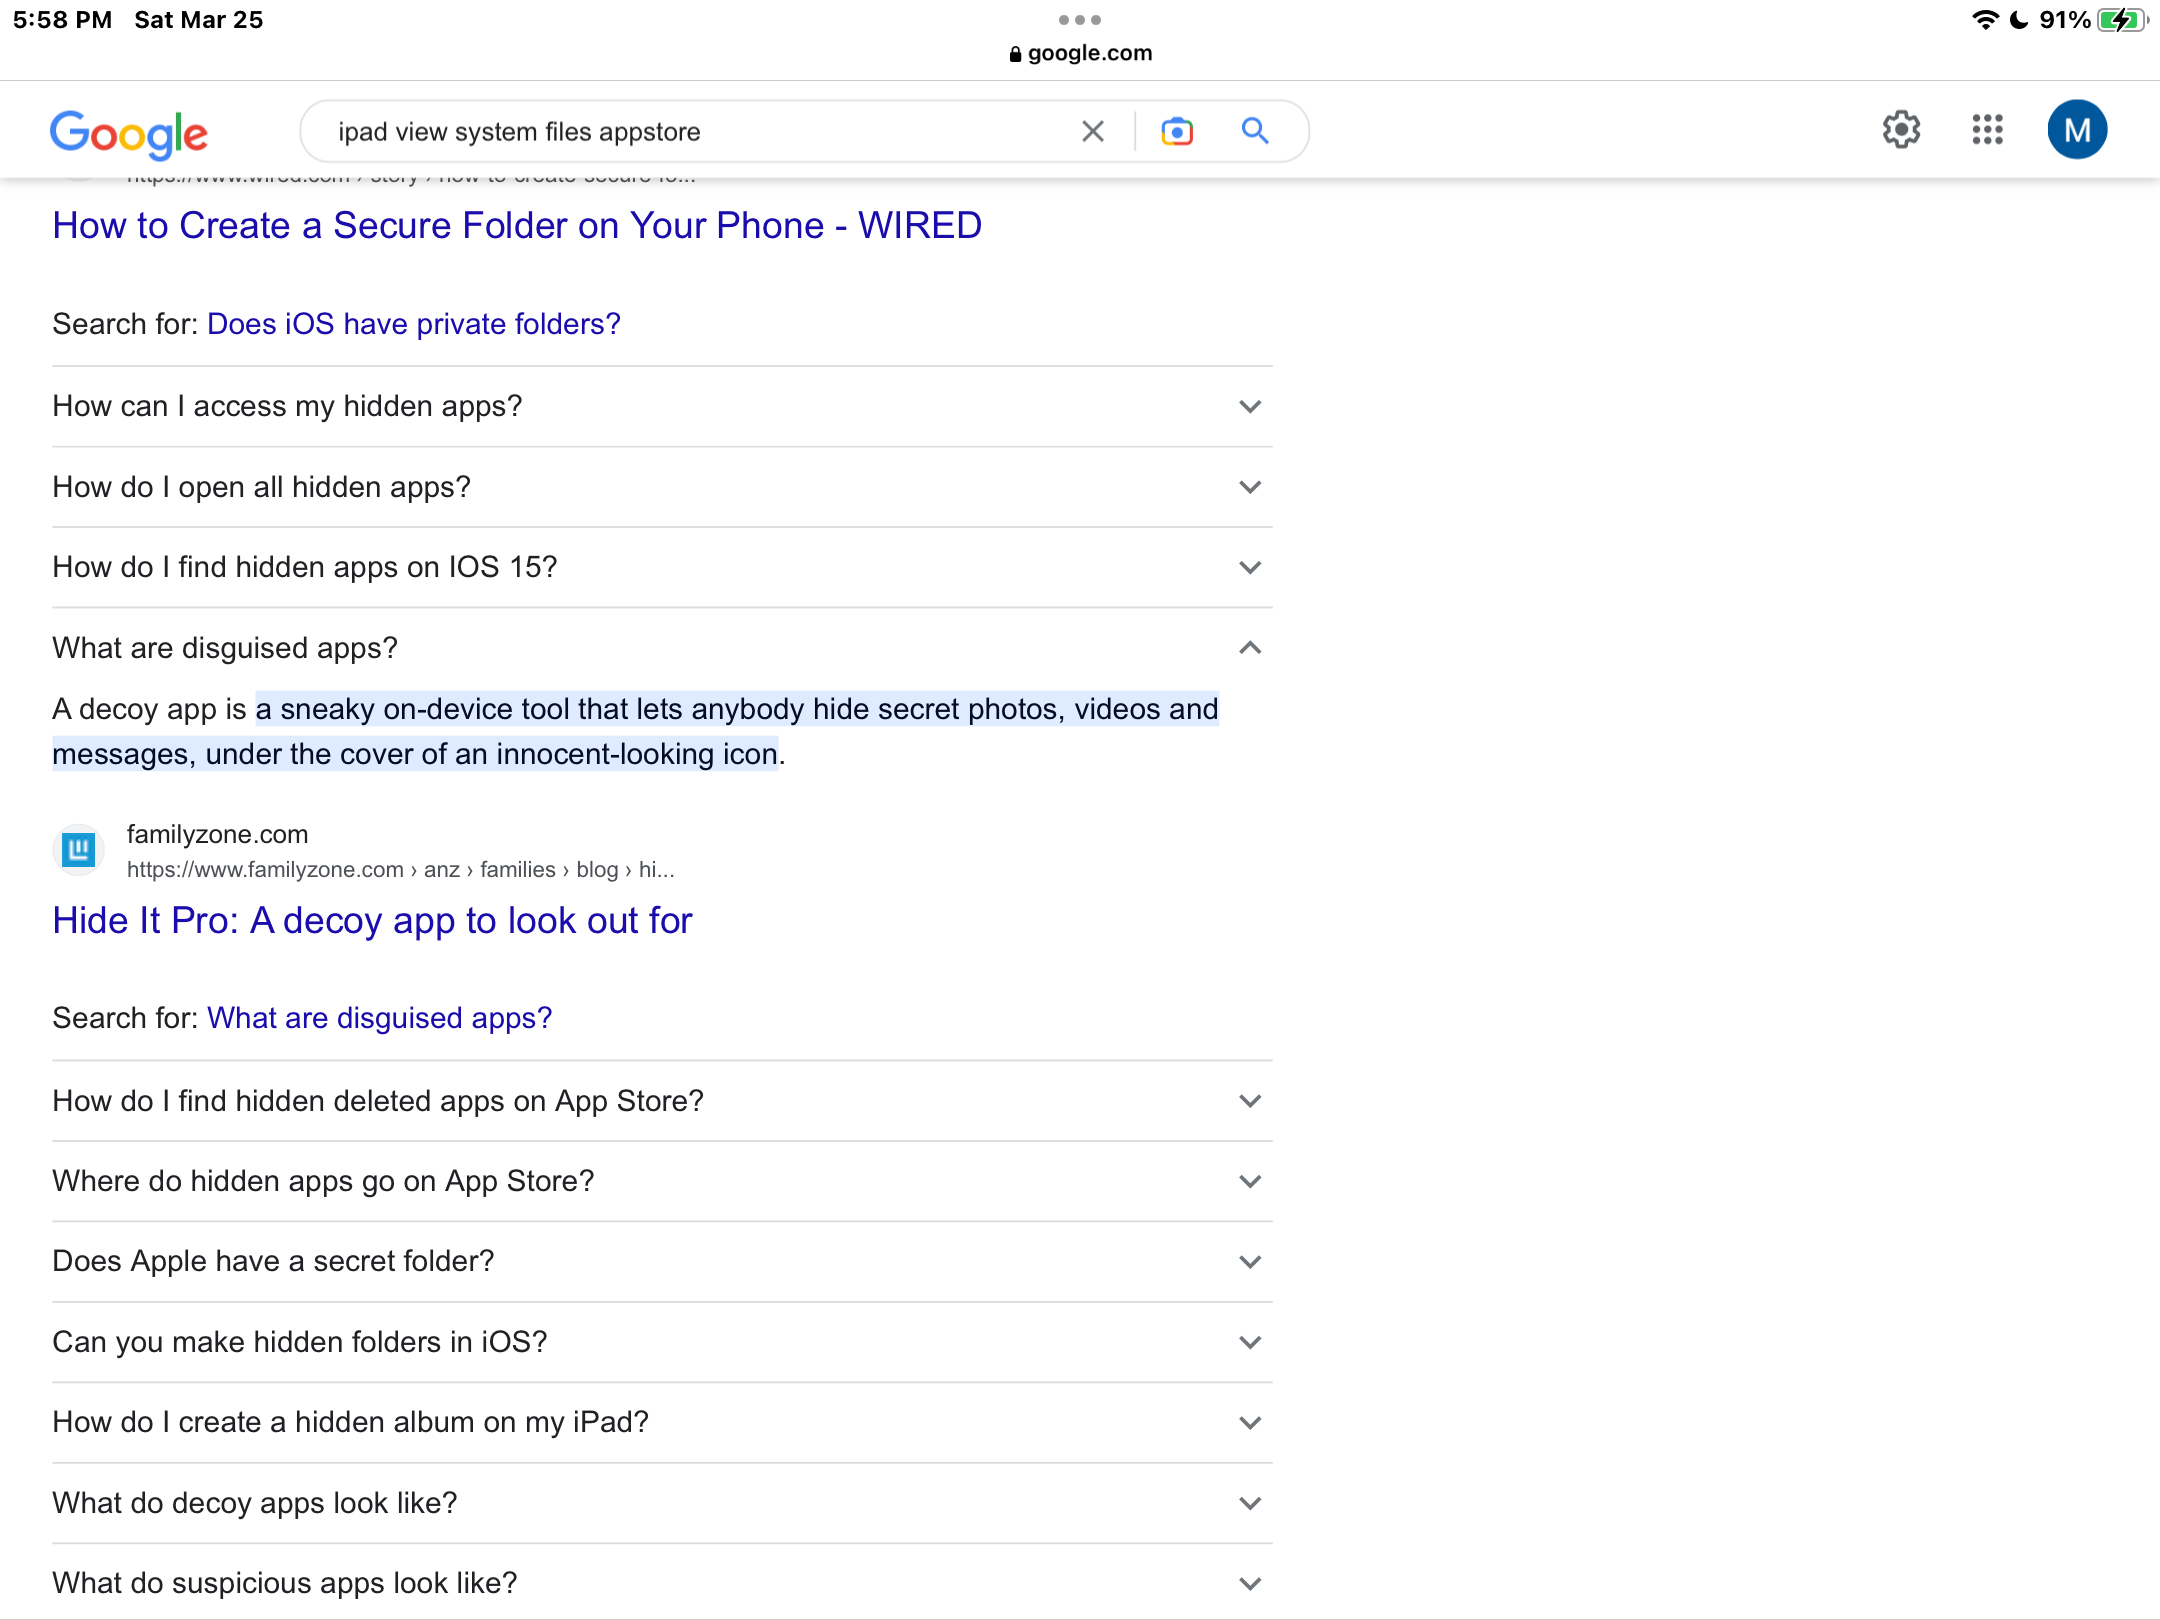 5:58 PM Sat Mar 25
91%
google.com
Google
ipad view system files appstore
M
https://www.wired.com › story › how-to-create-secure-fo...
How to Create a Secure Folder on Your Phone - WIRED
Search for: Does iOS have private folders?
How can I access my hidden apps?
How do I open all hidden apps?
How do I find hidden apps on IOS 15?
What are disguised apps?
A decoy app is a sneaky on-device tool that lets anybody hide secret photos, videos and
messages, under the cover of an innocent-looking icon.
familyzone.com
https://www.familyzone.com › anz › families › blog › hi...
Hide It Pro: A decoy app to look out for
Search for: What are disguised apps?
How do I find hidden deleted apps on App Store?
Where do hidden apps go on App Store?
Does Apple have a secret folder?
Can you make hidden folders in iOS?
How do I create a hidden album on my iPad?
What do decoy apps look like?
What do suspicious apps look like?